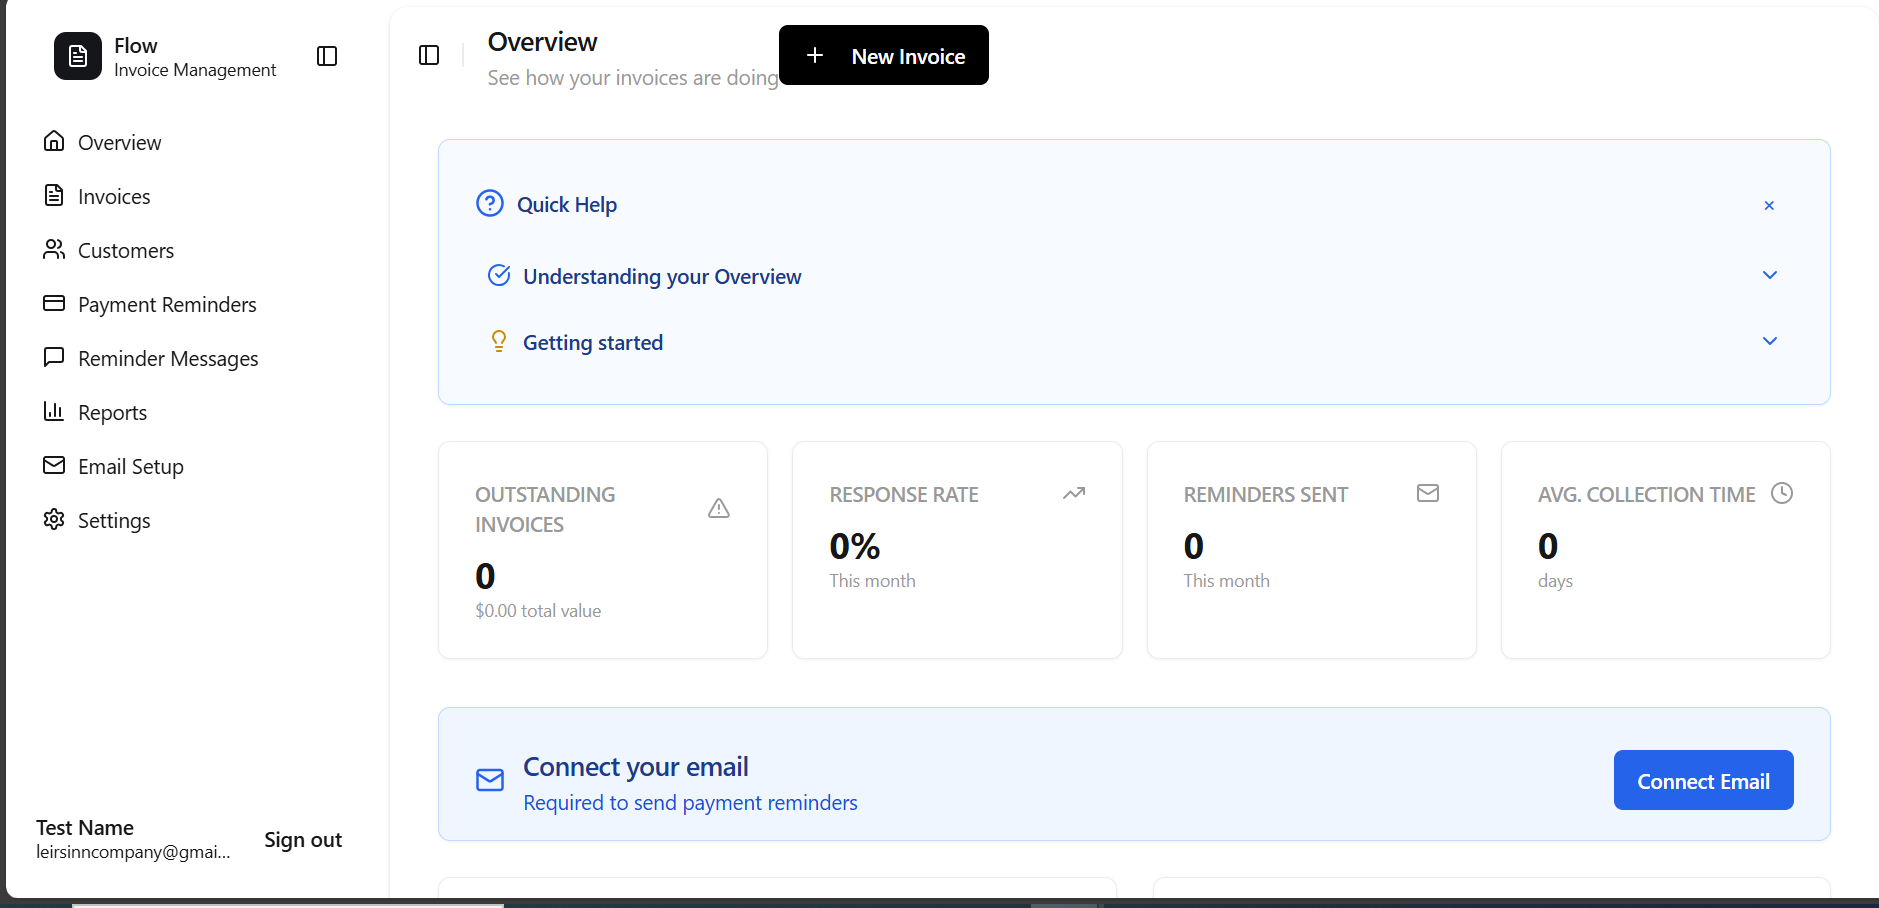 Flow
Invoice Management
Overview
Invoices
Customers
Payment Reminders
Reminder Messages
Reports
Email Setup
Settings
Test Name
leirsinncompany@gmai...
Sign out
Overview
See how your invoices are doing
New Invoice
Quick Help
Understanding your Overview
Getting started
OUTSTANDING
INVOICES
0
$0.00 total value
RESPONSE RATE
0%
This month
REMINDERS SENT
0
This month
AVG. COLLECTION TIME
0
days
Connect your email
Required to send payment reminders
Connect Email